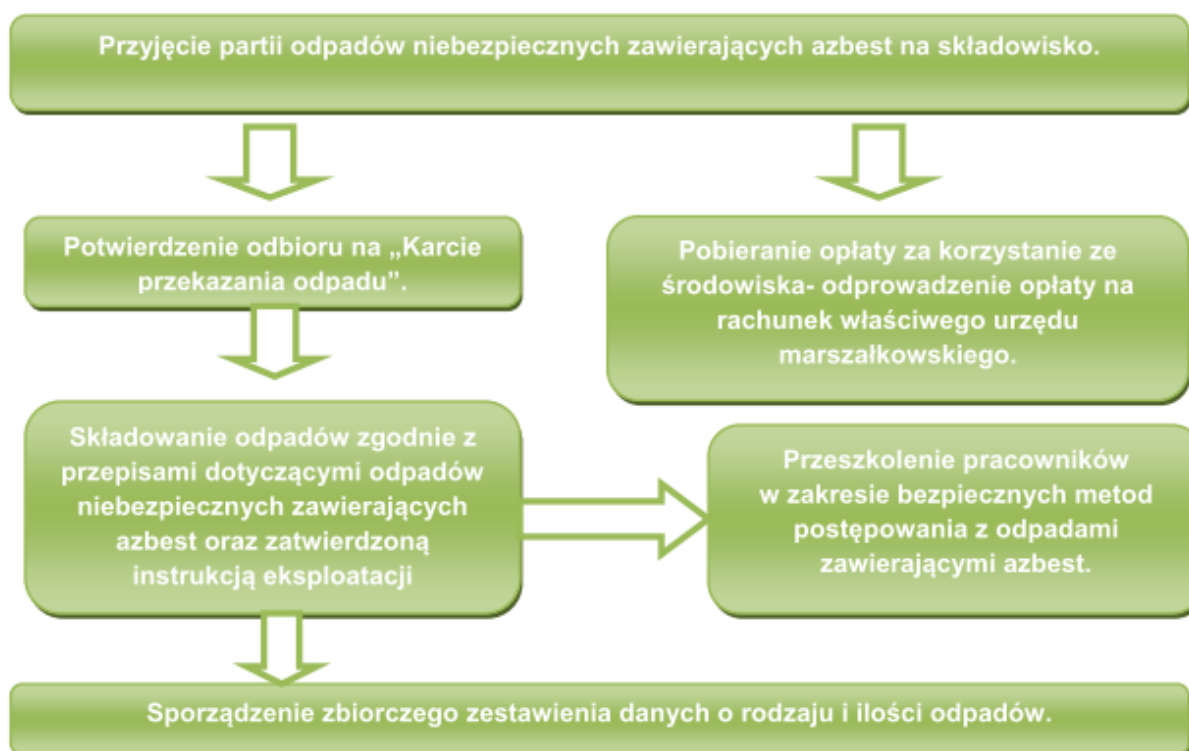 Przyjęcie partii odpadów niebezpiecznych zawierających azbest na składowisko.
Potwierdzenie odbioru na „Karcie
przekazania odpadu”.
Pobieranie opłaty za korzystanie ze
środowiska- odprowadzenie opłaty na
rachunek właściwego urzędu
marszałkowskiego.
Składowanie odpadów zgodnie z
przepisami dotyczącymi odpadów
niebezpiecznych zawierających
azbest oraz zatwierdzoną
instrukcją eksploatacji
Przeszkolenie pracowników
w zakresie bezpiecznych metod
postępowania z odpadami
zawierającymi azbest.
Sporządzenie zbiorczego zestawienia danych o rodzaju i ilości odpadów.